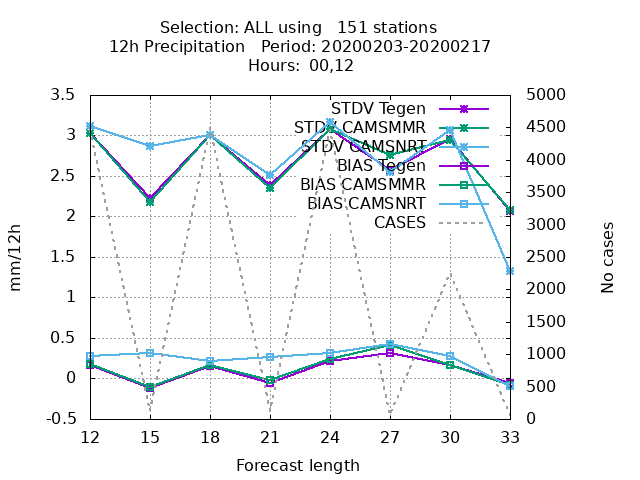 Selection: ALL using   151 stations
12h Precipitation   Period: 20200203-20200217
Hours: 00,12
3.5
3
2.5
2
1.5
1
0.5
0
-0.5
5000
4500
4000
3500
3000
2500
2000
1500
1000
500
0
STDV Tegen
STDV CAMSMMR
STDV CAMSNRT
BIAS Tegen
BIAS CAMSMMR
BIAS CAMSNRT
CASES
mm/12h
No cases
12 15 18 21 24 27 30 33
Forecast length